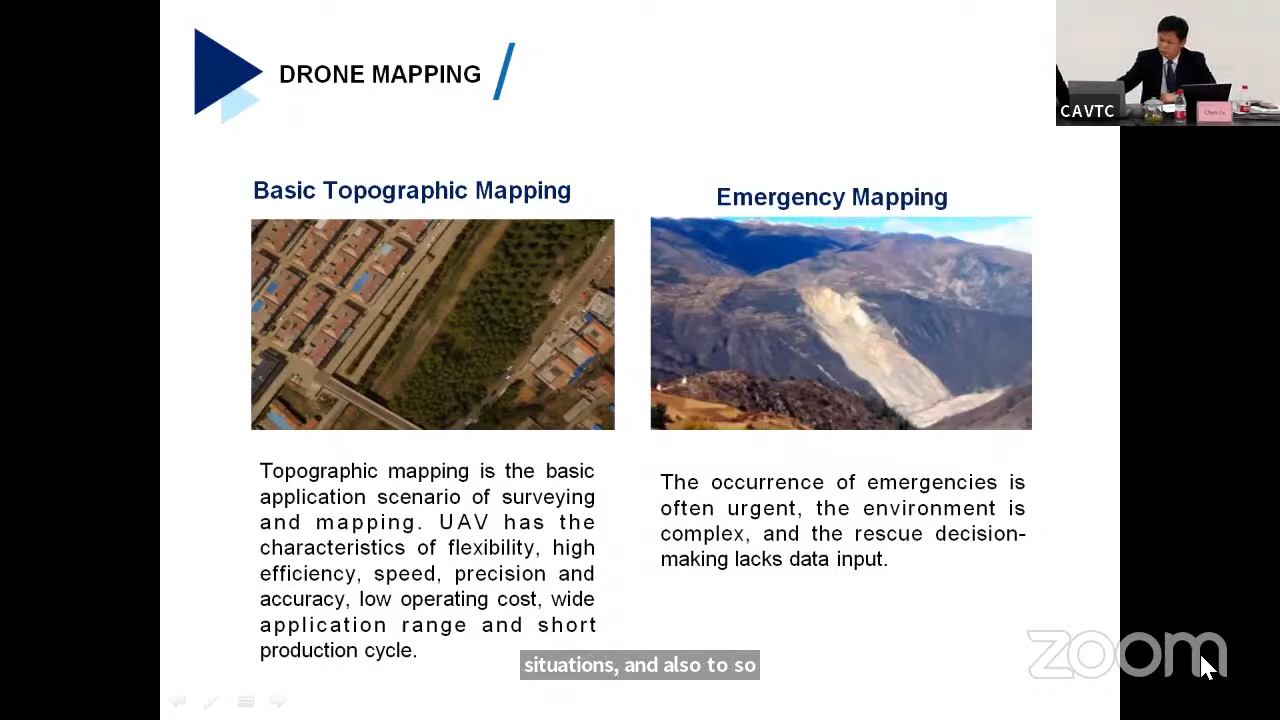 DRONE MAPPING
CAVTC
Basic Topographic Mapping
Emergency Mapping
Topographic mapping is the basic
application scenario of surveying
and mapping. UAV has the
characteristics of flexibility, high
efficiency, speed, precision and
accuracy, low operating cost, wide
application range and short
production cycle.
The occurrence of emergencies is
often urgent, the environment is
complex, and the rescue decision-
making lacks data input.
situations, and also to so
zoom